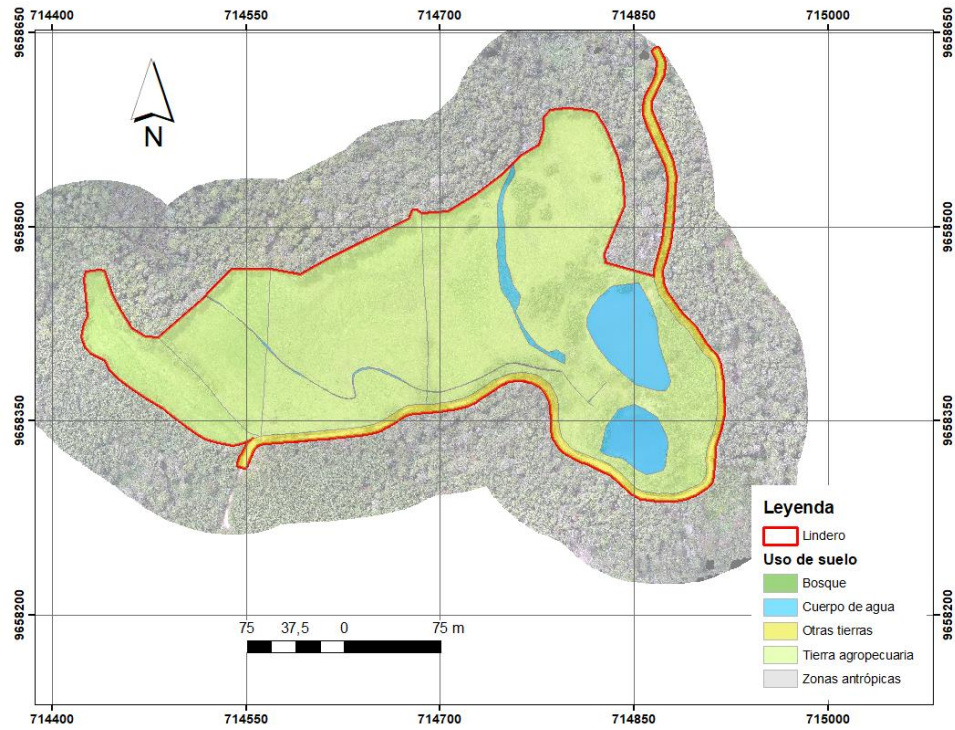 714400 714550 714700 714850 715000
9658650 9658650
N
9658500 9658500
9658350 9658350
Leyenda
Lindero
Uso de suelo
Bosque
Cuerpo de agua
Otras tierras
Tierra agropecuaria
Zonas antrópicas
9658200 9658200
75 37,5 0 75 m
714400 714550 714700 714850 715000